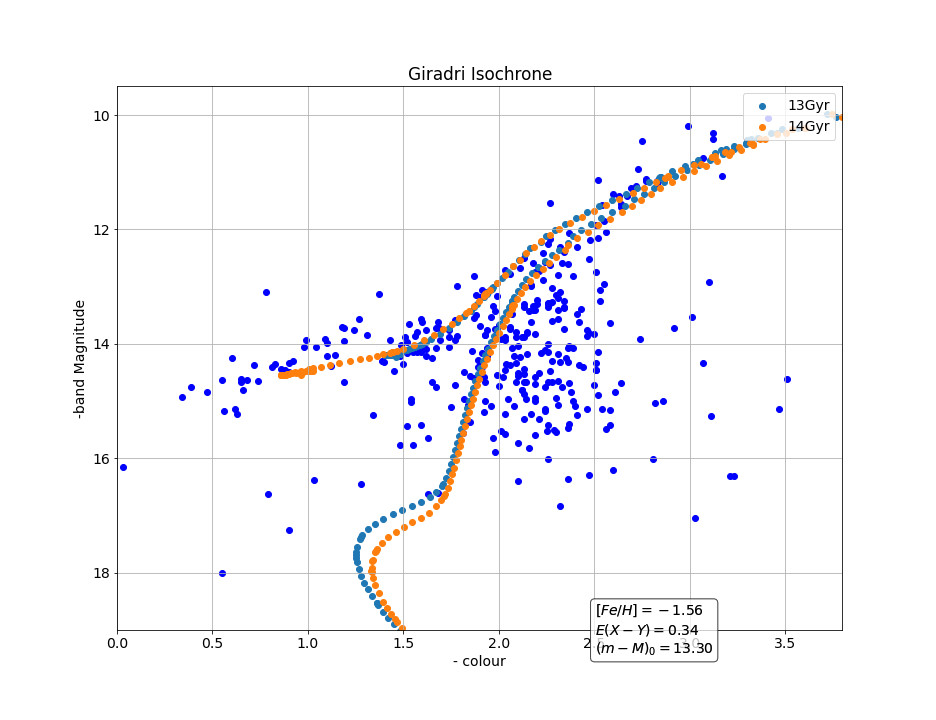 Giradri Isochrone
13Gyr
14Gyr
-band Magnitude
10
12
14
16
18
[Fe/H] = −1.56
E(X − Y) = 0.34
(m − M)₀ = 13.30
0.0 0.5 1.0 1.5 2.0 2.5 3.0 3.5
- colour